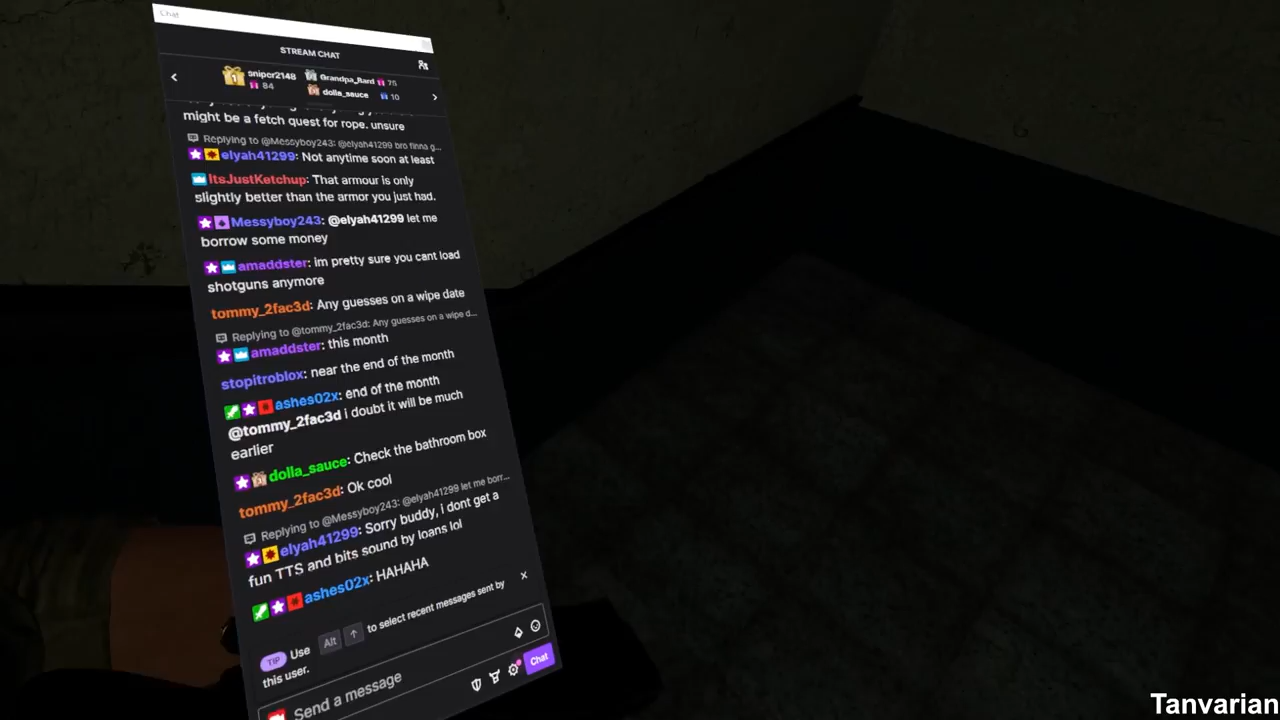 Chat
STREAM CHAT
sniper2148
84
Grandpa_Bard 75
dolla_sauce 10
might be a fetch quest for rope. unsure
Replying to @Messyboy243: @elyah41299 bro finna g...
elyah41299: Not anytime soon at least
ItsJustKetchup: That armour is only
slightly better than the armor you just had.
Messyboy243: @elyah41299 let me
borrow some money
amaddster: im pretty sure you cant load
shotguns anymore
tommy_2fac3d: Any guesses on a wipe date
Replying to @tommy_2fac3d: Any guesses on a wipe d...
amaddster: this month
stopitroblox: near the end of the month
ashes02x: end of the month
@tommy_2fac3d i doubt it will be much
earlier
dolla_sauce: Check the bathroom box
tommy_2fac3d: Ok cool
Replying to @Messyboy243: @elyah41299 let me borr...
elyah41299: Sorry buddy, i dont get a
fun TTS and bits sound by loans lol
ashes02x: HAHAHA
TIP Use Alt ↑ to select recent messages sent by
this user.
Send a message
Chat
Tanvarian